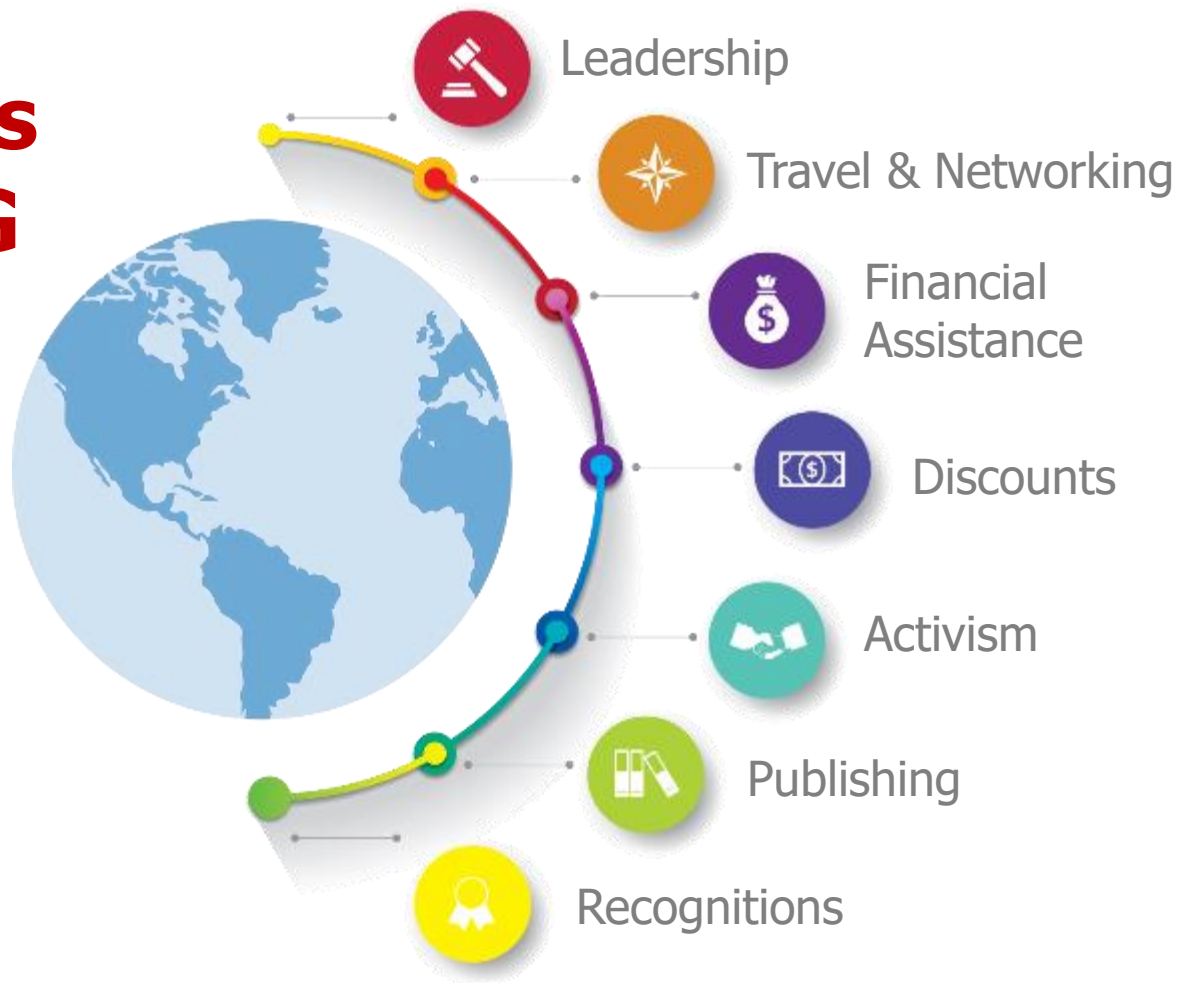 s
G
Leadership
Travel & Networking
Financial
Assistance
$
Discounts
$
Activism
Publishing
Recognitions